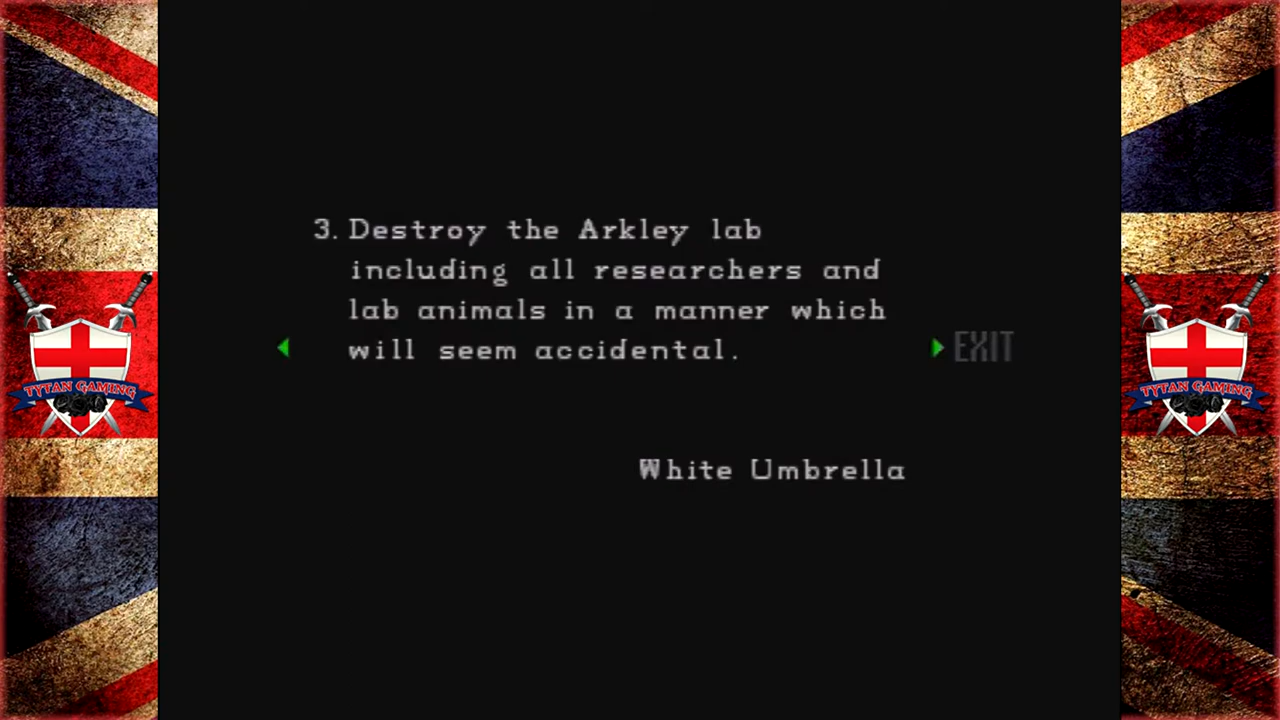 3. Destroy the Arkley lab
including all researchers and
lab animals in a manner which
will seem accidental.
EXIT
White Umbrella
TYTAN GAMING
TYTAN GAMING